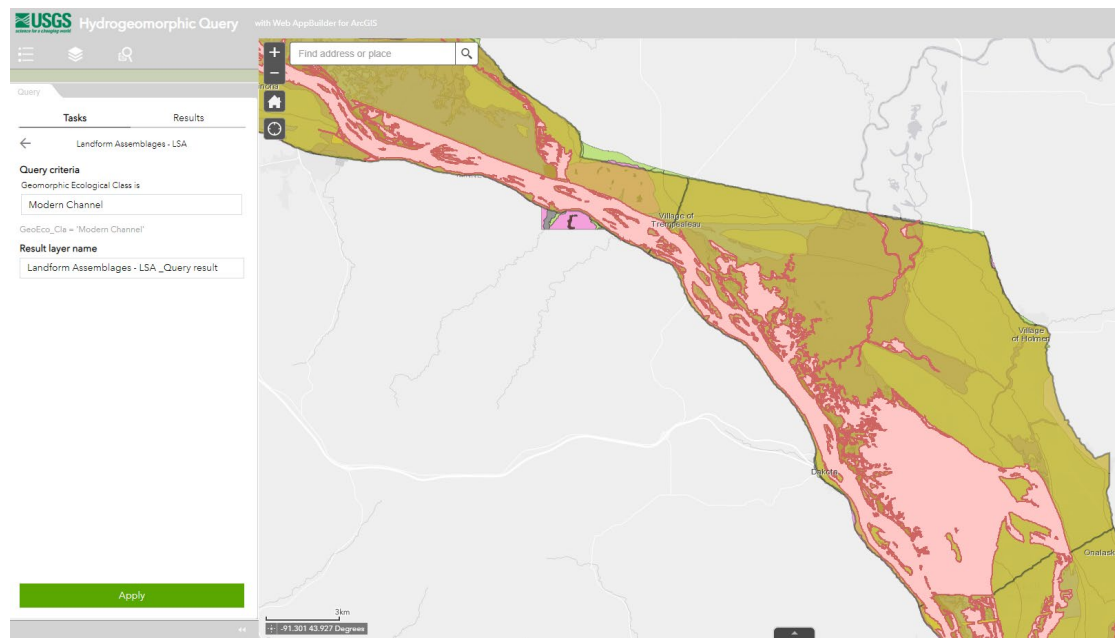 USGS
science for a changing world
Hydrogeomorphic Query
with Web AppBuilder for ArcGIS
Query
Tasks
Results
Landform Assemblages - LSA
Query criteria
Geomorphic Ecological Class is
Modern Channel
GeoEco_Cla = 'Modern Channel'
Result layer name
Landform Assemblages - LSA _Query result
Apply
+
Find address or place
−
Village of
Trempealeau
Village
of Holmen
Dakota
Onalask
3km
-91.301 43.927 Degrees